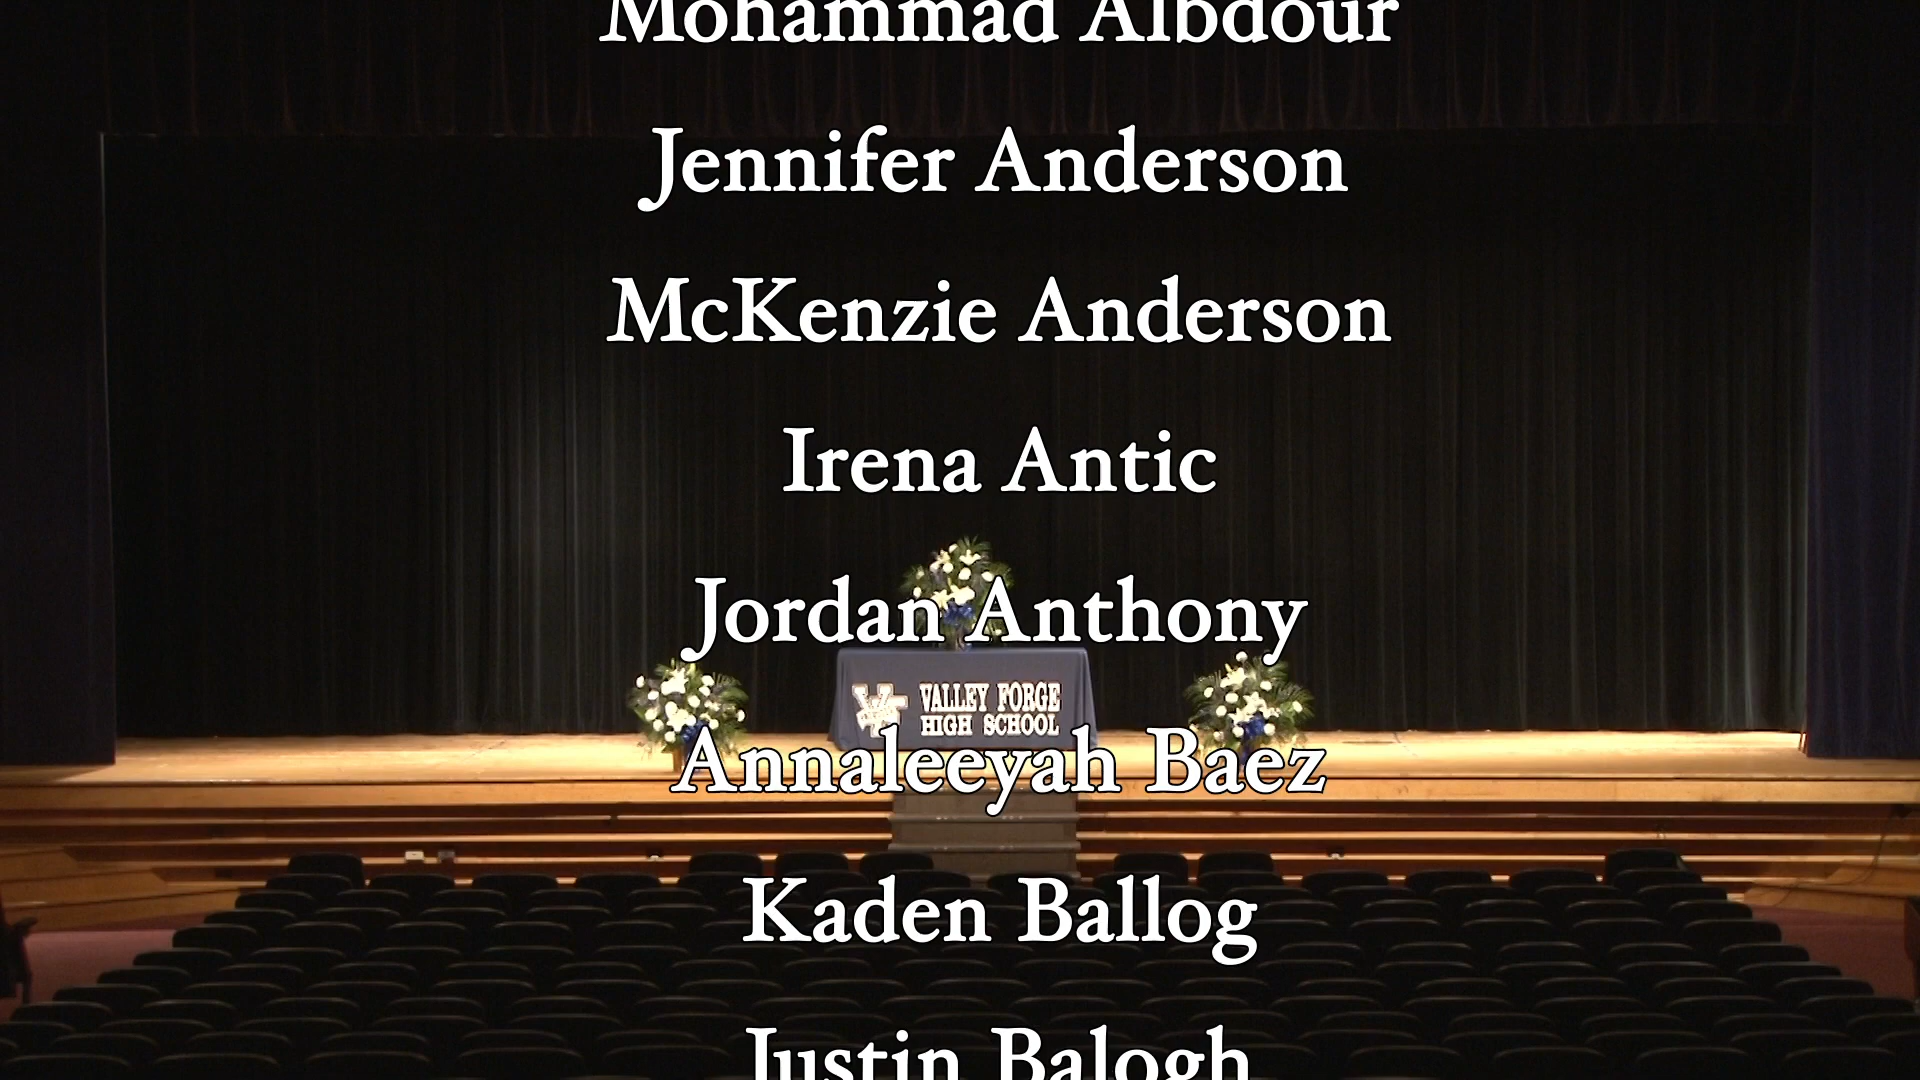 Mohammad Albdour
Jennifer Anderson
McKenzie Anderson
Irena Antic
Jordan Anthony
VALLEY FORGE
HIGH SCHOOL
Annaleeyah Baez
Kaden Ballog
Justin Balogh